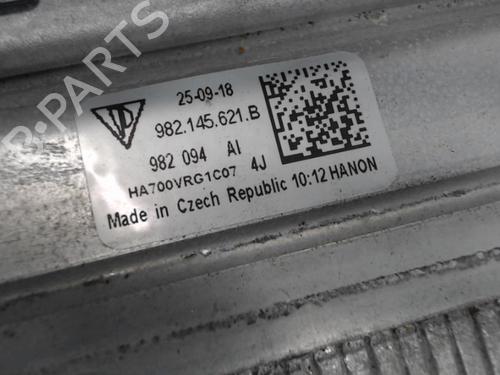 25-09-18
982.145.621.B
982 094 AI
HA700VRG1C07 4J
Made in Czech Republic 10:12 HANON
B-PARTS